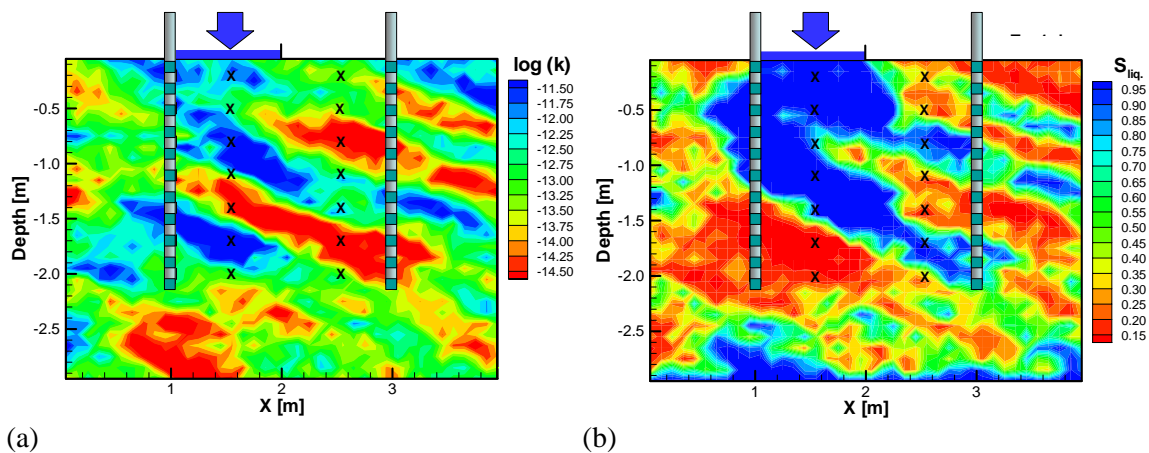 log (k)
-11.50
-11.75
-12.00
-12.25
-12.50
-12.75
-13.00
-13.25
-13.50
-13.75
-14.00
-14.25
-14.50
X X
X X
X X
X X
X X
X X
X X
-0.5
-1.0
-1.5
-2.0
-2.5
Depth [m]
1 2 3
X [m]
(a)
S liq.
0.95
0.90
0.85
0.80
0.75
0.70
0.65
0.60
0.55
0.50
0.45
0.40
0.35
0.30
0.25
0.20
0.15
X X
X X
X X
X X
X X
X X
X X
-0.5
-1.0
-1.5
-2.0
-2.5
Depth [m]
1 2 3
X [m]
(b)